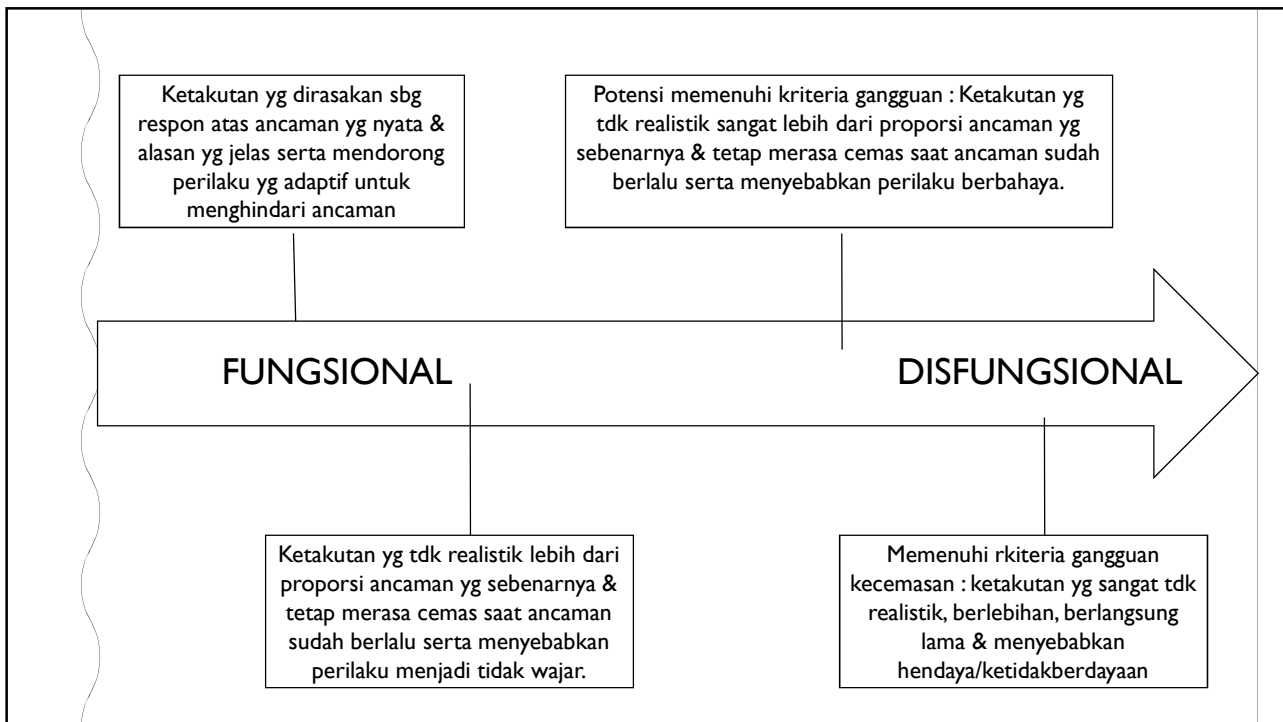 Ketakutan yg dirasakan sbg
respon atas ancaman yg nyata &
alasan yg jelas serta mendorong
perilaku yg adaptif untuk
menghindari ancaman
Potensi memenuhi kriteria gangguan : Ketakutan yg
tdk realistik sangat lebih dari proporsi ancaman yg
sebenarnya & tetap merasa cemas saat ancaman sudah
berlalu serta menyebabkan perilaku berbahaya.
FUNGSIONAL
DISFUNGSIONAL
Ketakutan yg tdk realistik lebih dari
proporsi ancaman yg sebenarnya &
tetap merasa cemas saat ancaman
sudah berlalu serta menyebabkan
perilaku menjadi tidak wajar.
Memenuhi rkiteria gangguan
kecemasan : ketakutan yg sangat tdk
realistik, berlebihan, berlangsung
lama & menyebabkan
hendaya/ketidakberdayaan